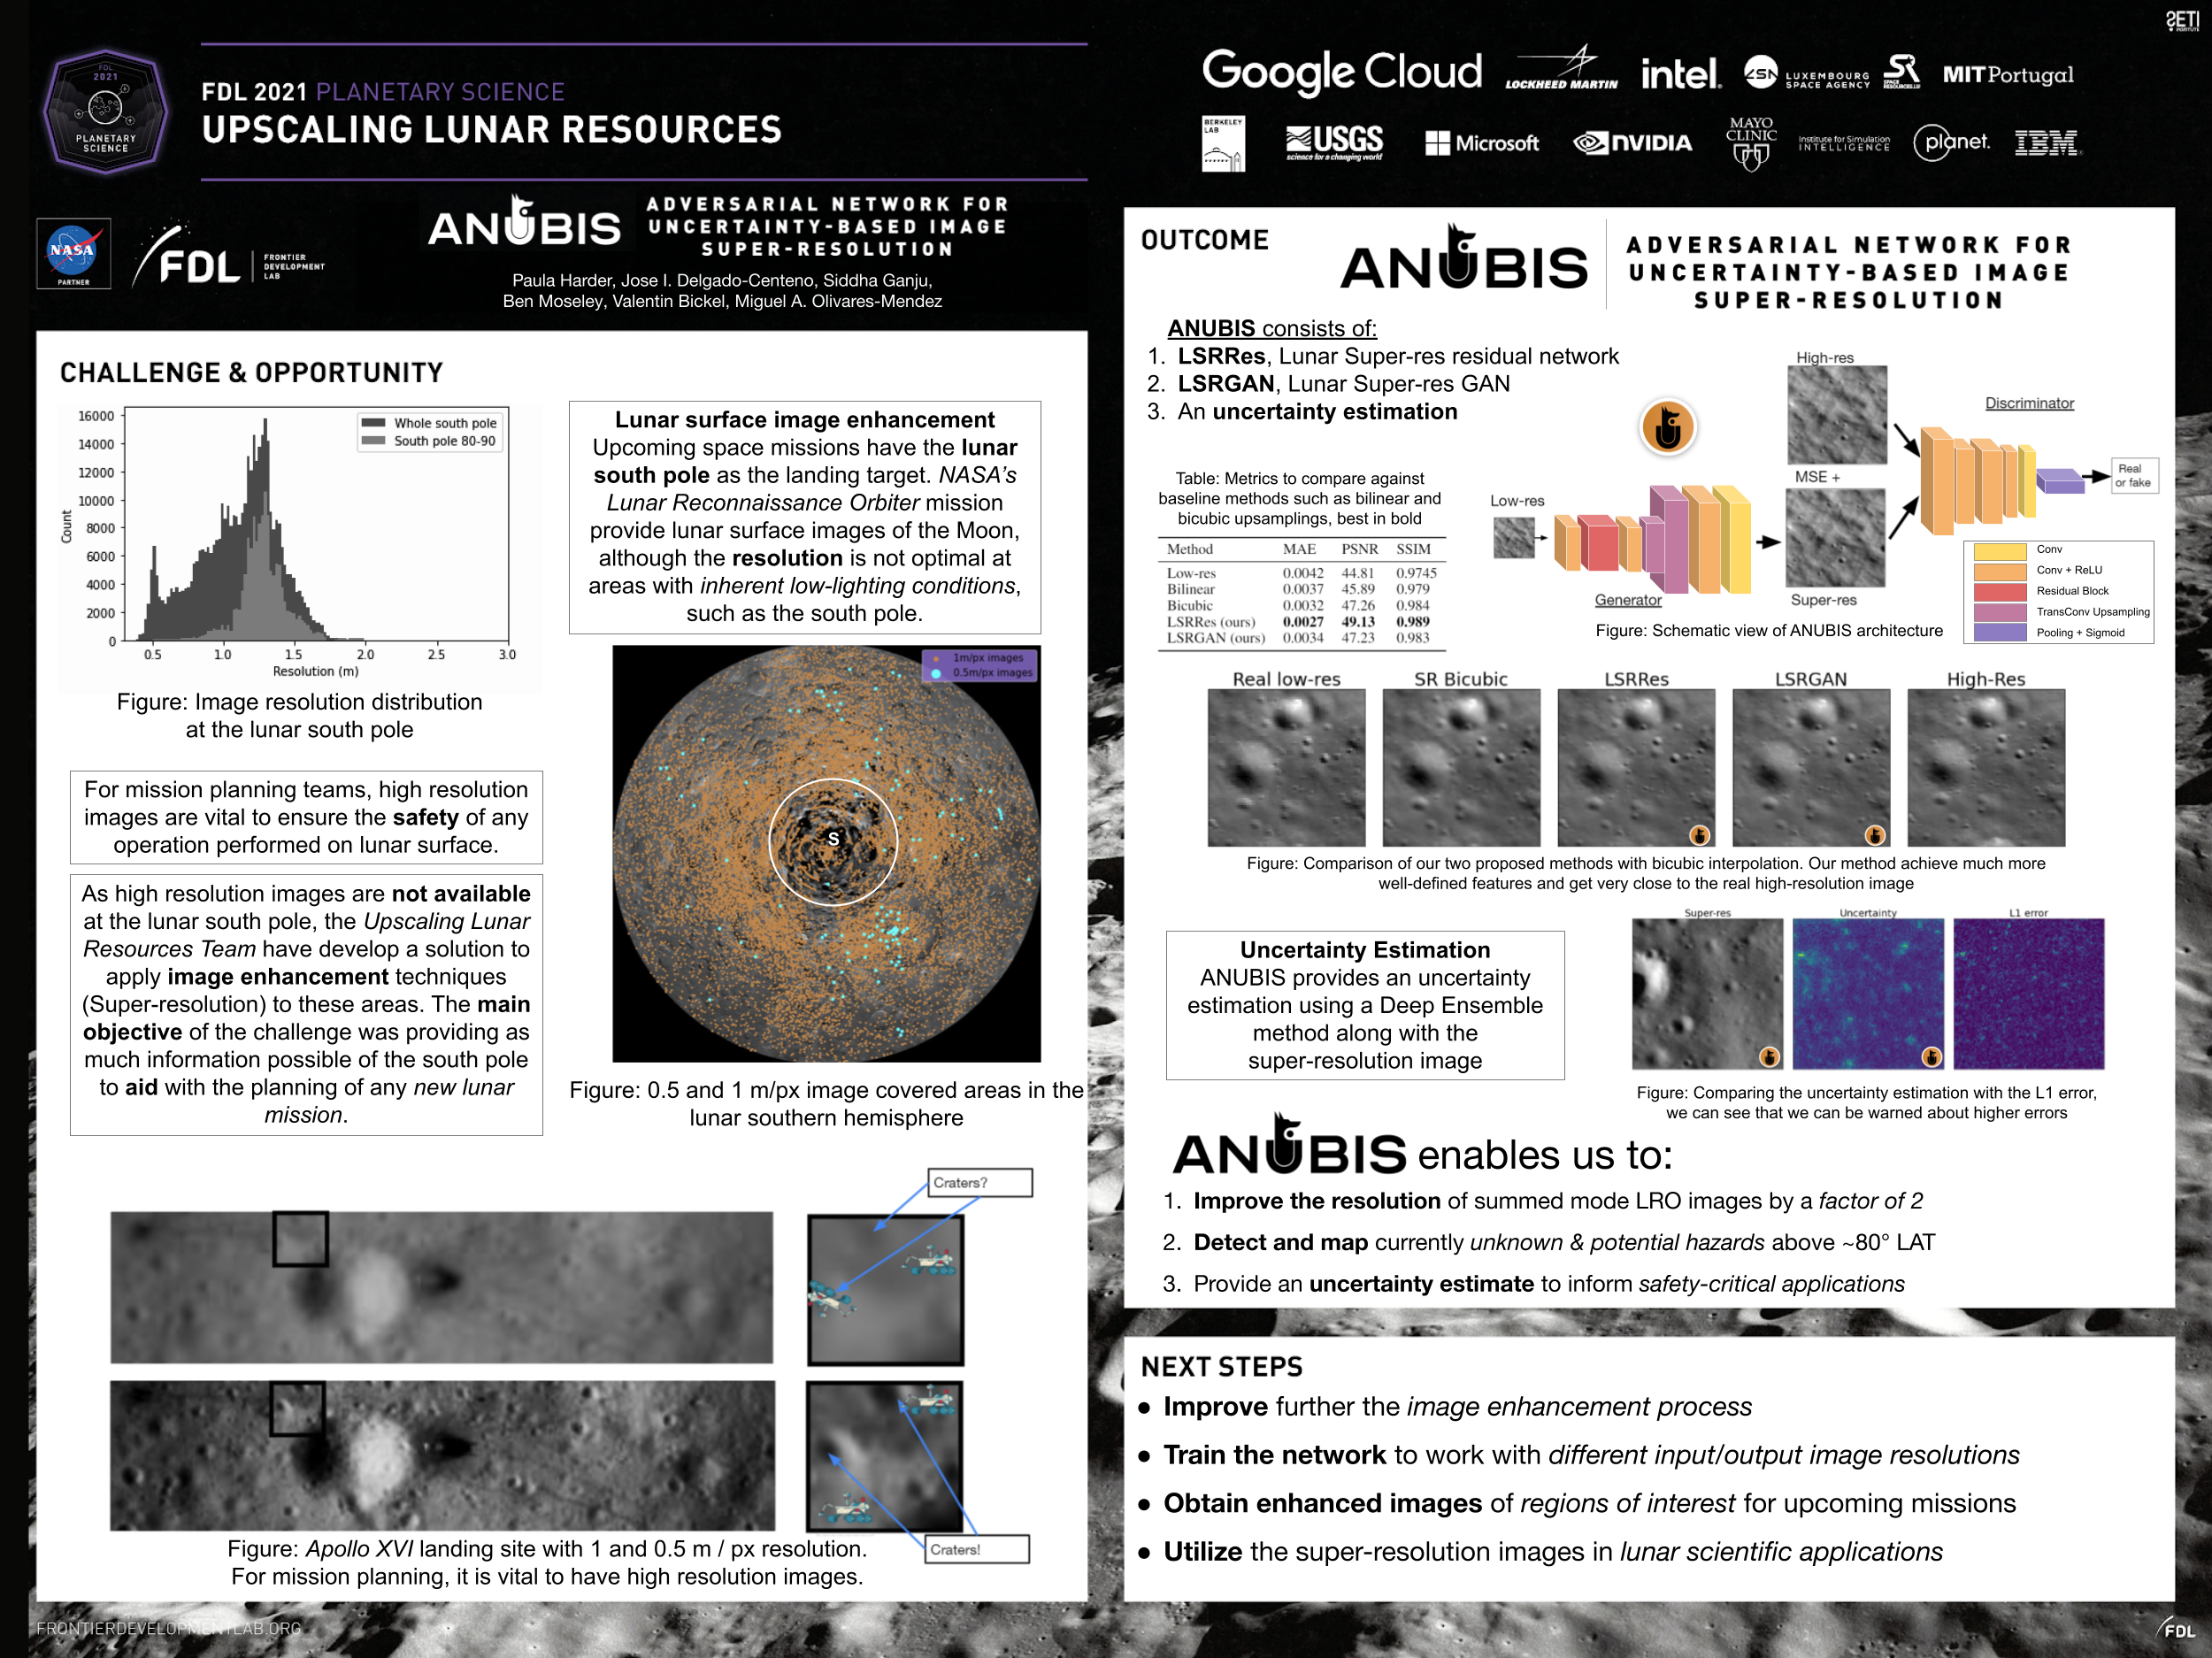 SETI
INSTITUTE
FDL
2021
PLANETARY
SCIENCE
FDL 2021 PLANETARY SCIENCE
UPSCALING LUNAR RESOURCES
Google Cloud
LOCKHEED MARTIN
intel.
LSA LUXEMBOURG
SPACE AGENCY
MITPortugal
BERKELEY
LAB
USGS
science for a changing world
Microsoft
NVIDIA
MAYO
CLINIC
Institute for Simulation
INTELLIGENCE
planet.
IBM
NASA
PARTNER
FDL
FRONTIER
DEVELOPMENT
LAB
ANUBIS
ADVERSARIAL NETWORK FOR
UNCERTAINTY-BASED IMAGE
SUPER-RESOLUTION
Paula Harder, Jose I. Delgado-Centeno, Siddha Ganju,
Ben Moseley, Valentin Bickel, Miguel A. Olivares-Mendez
CHALLENGE & OPPORTUNITY
16000
14000
12000
10000
8000
6000
4000
2000
0
Count
Whole south pole
South pole 80-90
0.5 1.0 1.5 2.0 2.5 3.0
Resolution (m)
Figure: Image resolution distribution
at the lunar south pole
Lunar surface image enhancement
Upcoming space missions have the lunar
south pole as the landing target. NASA's
Lunar Reconnaissance Orbiter mission
provide lunar surface images of the Moon,
although the resolution is not optimal at
areas with inherent low-lighting conditions,
such as the south pole.
For mission planning teams, high resolution
images are vital to ensure the safety of any
operation performed on lunar surface.
As high resolution images are not available
at the lunar south pole, the Upscaling Lunar
Resources Team have develop a solution to
apply image enhancement techniques
(Super-resolution) to these areas. The main
objective of the challenge was providing as
much information possible of the south pole
to aid with the planning of any new lunar
mission.
1m/px images
0.5m/px images
S
Figure: 0.5 and 1 m/px image covered areas in the
lunar southern hemisphere
Craters?
Craters!
Figure: Apollo XVI landing site with 1 and 0.5 m / px resolution.
For mission planning, it is vital to have high resolution images.
OUTCOME
ANUBIS
ADVERSARIAL NETWORK FOR
UNCERTAINTY-BASED IMAGE
SUPER-RESOLUTION
ANUBIS consists of:
1. LSRRes, Lunar Super-res residual network
2. LSRGAN, Lunar Super-res GAN
3. An uncertainty estimation
Table: Metrics to compare against
baseline methods such as bilinear and
bicubic upsamplings, best in bold
Method MAE PSNR SSIM
Low-res 0.0042 44.81 0.9745
Bilinear 0.0037 45.89 0.979
Bicubic 0.0032 47.26 0.984
LSRRes (ours) 0.0027 49.13 0.989
LSRGAN (ours) 0.0034 47.23 0.983
Low-res
Generator
High-res
MSE +
Super-res
Discriminator
Real
or fake
Conv
Conv + ReLU
Residual Block
TransConv Upsampling
Pooling + Sigmoid
Figure: Schematic view of ANUBIS architecture
Real low-res SR Bicubic LSRRes LSRGAN High-Res
Figure: Comparison of our two proposed methods with bicubic interpolation. Our method achieve much more
well-defined features and get very close to the real high-resolution image
Uncertainty Estimation
ANUBIS provides an uncertainty
estimation using a Deep Ensemble
method along with the
super-resolution image
Super-res Uncertainty L1 error
Figure: Comparing the uncertainty estimation with the L1 error,
we can see that we can be warned about higher errors
ANUBIS enables us to:
1. Improve the resolution of summed mode LRO images by a factor of 2
2. Detect and map currently unknown & potential hazards above ~80° LAT
3. Provide an uncertainty estimate to inform safety-critical applications
NEXT STEPS
● Improve further the image enhancement process
● Train the network to work with different input/output image resolutions
● Obtain enhanced images of regions of interest for upcoming missions
● Utilize the super-resolution images in lunar scientific applications
FRONTIERDEVELOPMENTLAB.ORG
FDL